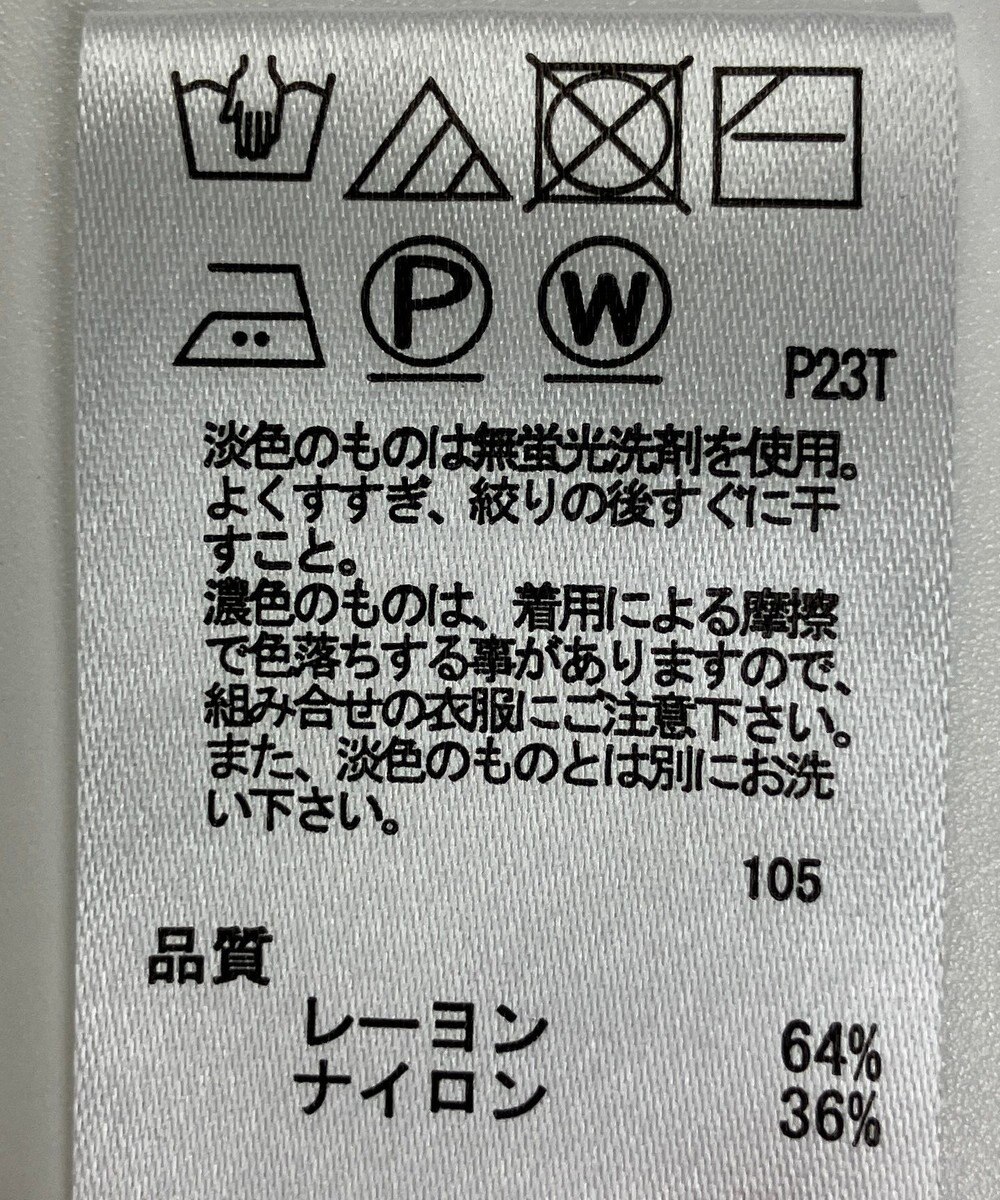 P W
P23T
淡色のものは無蛍光洗剤を使用。
よくすすぎ、絞りの後すぐに干
すこと。
濃色のものは、着用による摩擦
で色落ちする事がありますので、
組み合せの衣服にご注意下さい。
また、淡色のものとは別にお洗
い下さい。
105
品質
レーヨン 64%
ナイロン 36%